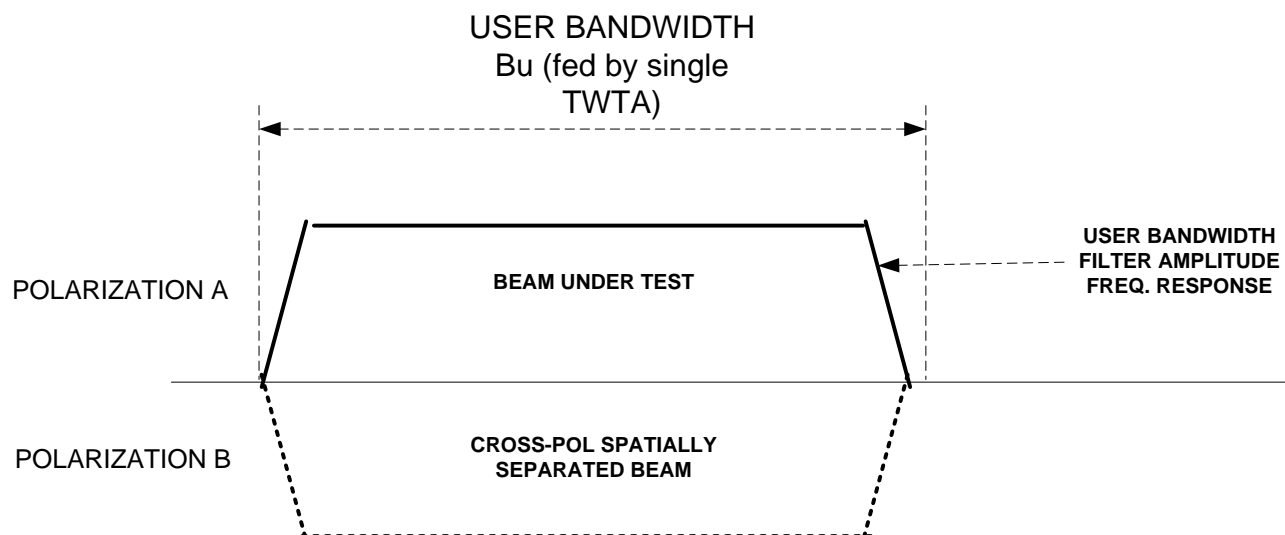 USER BANDWIDTH
Bu (fed by single
TWTA)
USER BANDWIDTH
FILTER AMPLITUDE
FREQ. RESPONSE
POLARIZATION A
BEAM UNDER TEST
POLARIZATION B
CROSS-POL SPATIALLY
SEPARATED BEAM